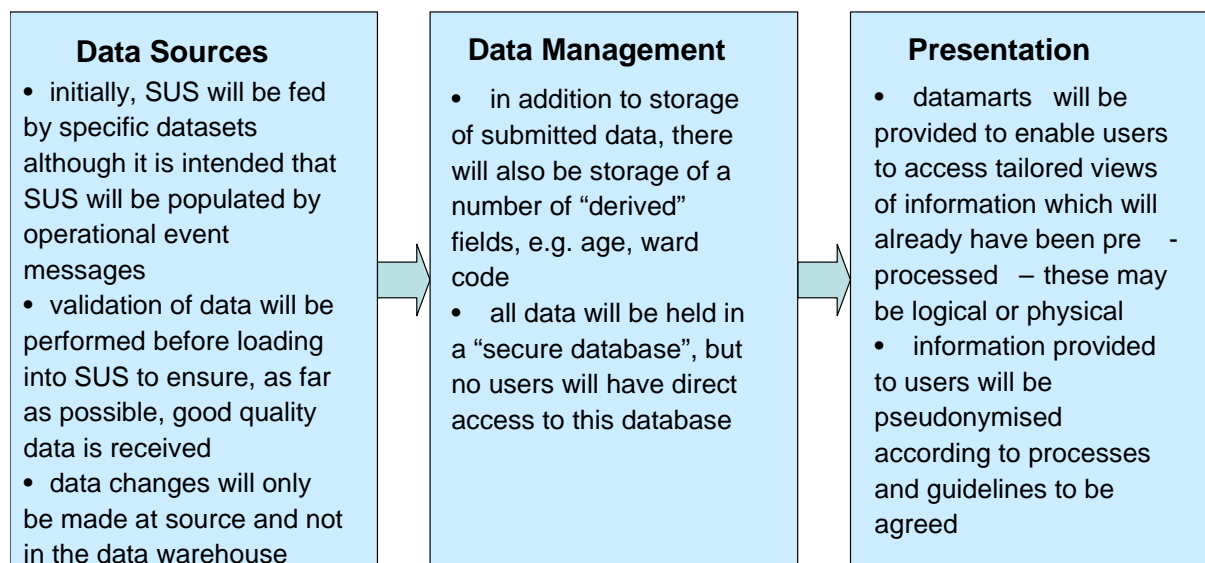 Data Sources
• initially, SUS will be fed
by specific datasets
although it is intended that
SUS will be populated by
operational event
messages
• validation of data will be
performed before loading
into SUS to ensure, as far
as possible, good quality
data is received
• data changes will only
be made at source and not
in the data warehouse
Data Management
• in addition to storage
of submitted data, there
will also be storage of a
number of “derived”
fields, e.g. age, ward
code
• all data will be held in
a “secure database”, but
no users will have direct
access to this database
Presentation
• datamarts will be
provided to enable users
to access tailored views
of information which will
already have been pre -
processed – these may
be logical or physical
• information provided
to users will be
pseudonymised
according to processes
and guidelines to be
agreed